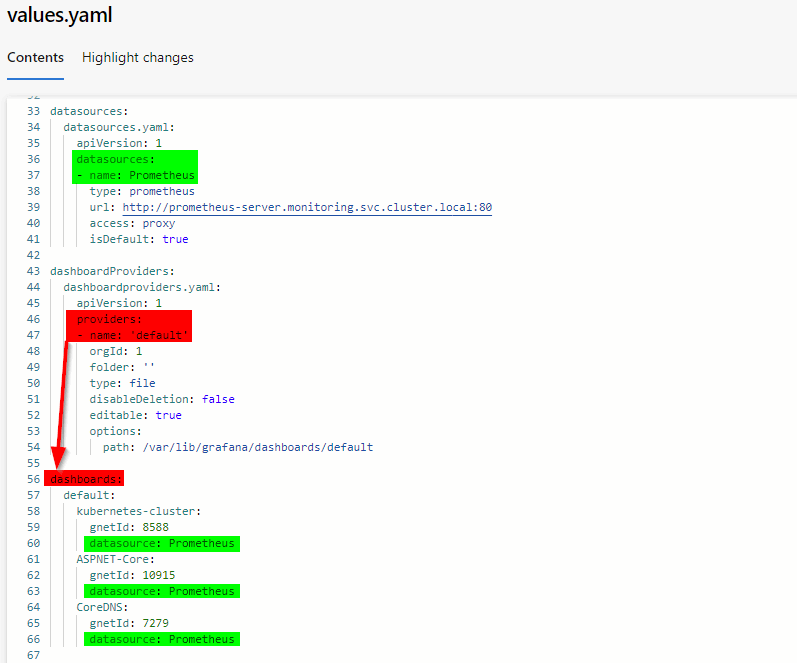 values.yaml
Contents Highlight changes
32
33 datasources:
34 datasources.yaml:
35 apiVersion: 1
36 datasources:
37 - name: Prometheus
38 type: prometheus
39 url: http://prometheus-server.monitoring.svc.cluster.local:80
40 access: proxy
41 isDefault: true
42
43 dashboardProviders:
44 dashboardproviders.yaml:
45 apiVersion: 1
46 providers:
47 - name: 'default'
48 orgId: 1
49 folder: ''
50 type: file
51 disableDeletion: false
52 editable: true
53 options:
54 path: /var/lib/grafana/dashboards/default
55
56 dashboards:
57 default:
58 kubernetes-cluster:
59 gnetId: 8588
60 datasource: Prometheus
61 ASPNET-Core:
62 gnetId: 10915
63 datasource: Prometheus
64 CoreDNS:
65 gnetId: 7279
66 datasource: Prometheus
67